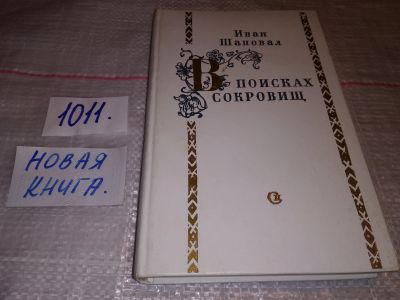 Иван
Шаповал
В
ПОИСКАХ
СОКРОВИЩ
1011.
НОВАЯ
КНИГА.